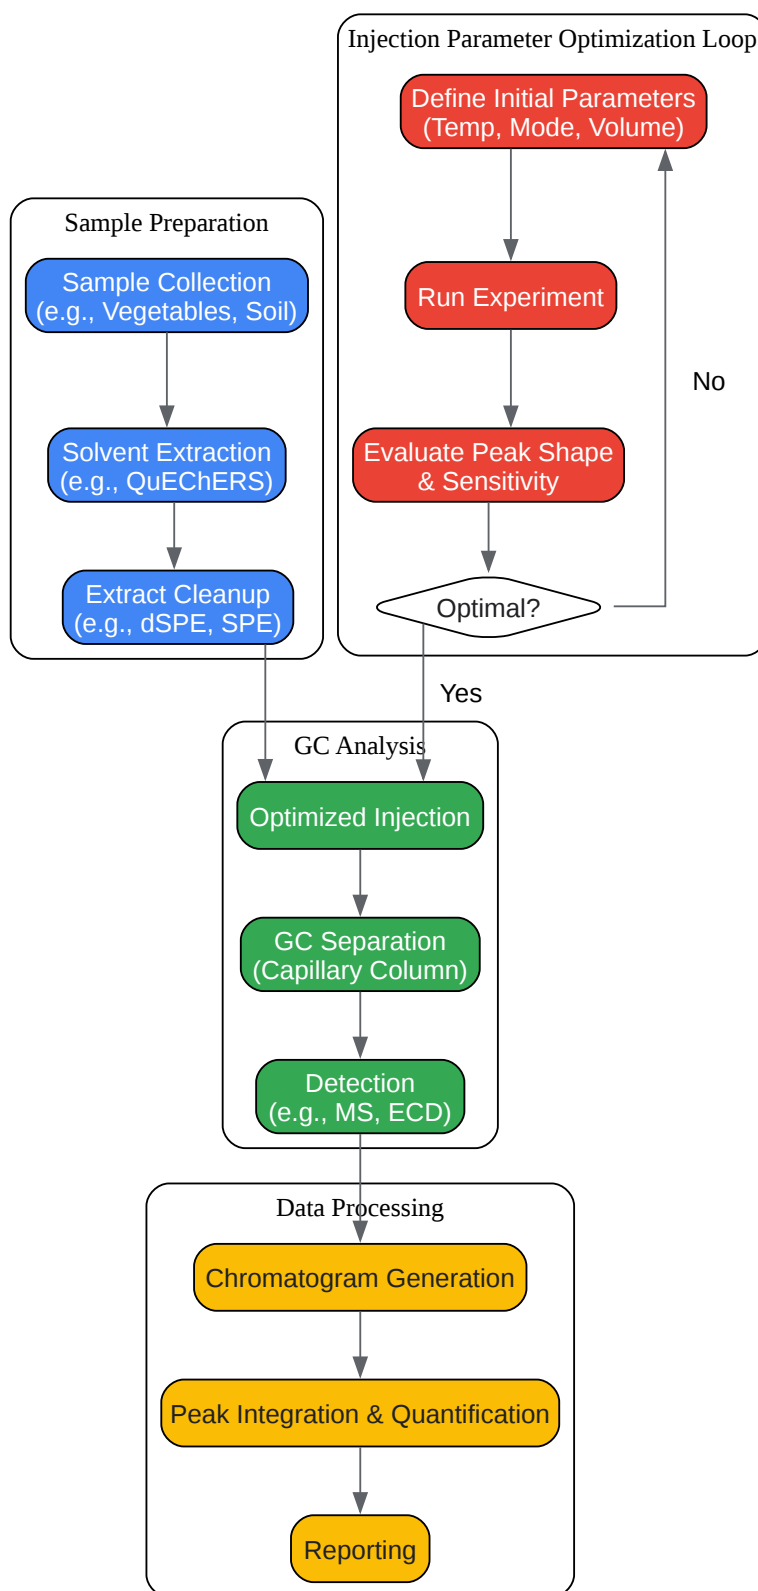 Injection Parameter Optimization Loop
Define Initial Parameters
(Temp, Mode, Volume)
Run Experiment
Evaluate Peak Shape
& Sensitivity
Optimal?
No
Yes
Sample Preparation
Sample Collection
(e.g., Vegetables, Soil)
Solvent Extraction
(e.g., QuEChERS)
Extract Cleanup
(e.g., dSPE, SPE)
GC Analysis
Optimized Injection
GC Separation
(Capillary Column)
Detection
(e.g., MS, ECD)
Data Processing
Chromatogram Generation
Peak Integration & Quantification
Reporting